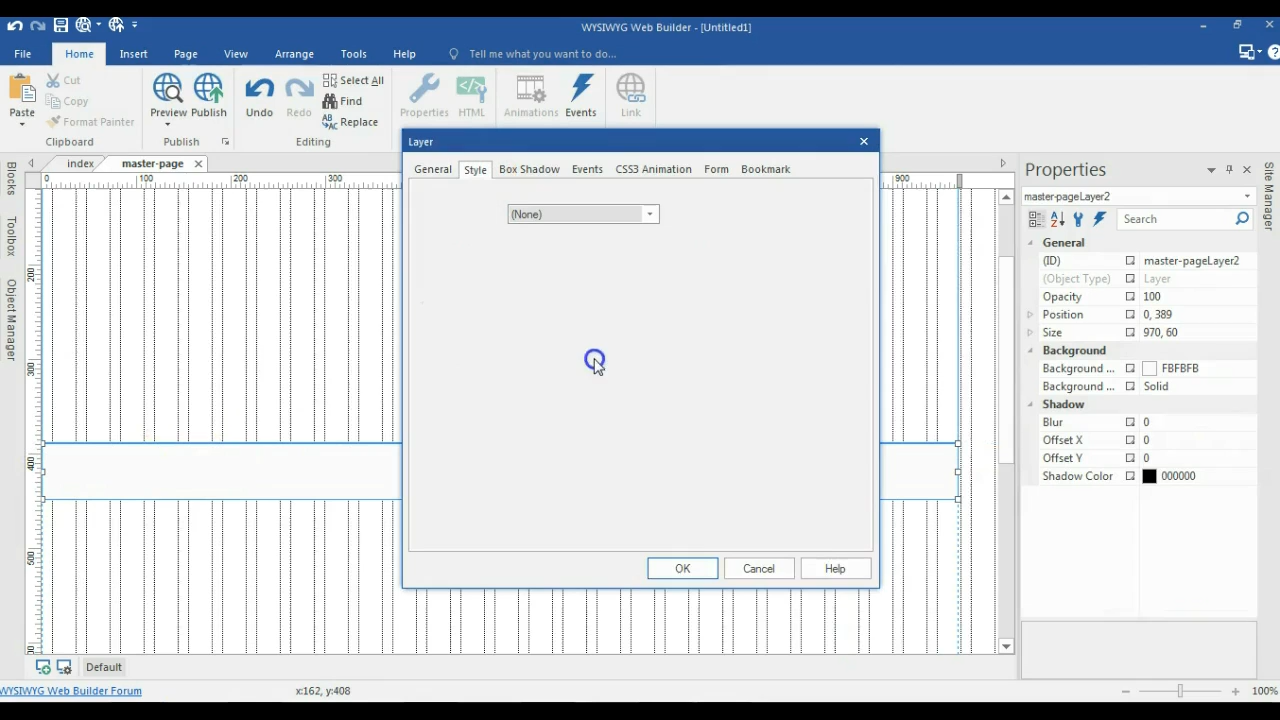 WYSIWYG Web Builder - [Untitled1]
File Home Insert Page View Arrange Tools Help Tell me what you want to do...
Paste
Cut
Copy
Format Painter
Clipboard
Preview Publish
Publish
Undo Redo
Select All
Find
Replace
Editing
Properties HTML Animations Events Link
index master-page
0 100 200 300 900
200
300
400
500
Blocks
Toolbox
Object Manager
Layer
General Style Box Shadow Events CSS3 Animation Form Bookmark
(None)
OK Cancel Help
Properties
master-pageLayer2
Search
General
(ID) master-pageLayer2
(Object Type) Layer
Opacity 100
Position 0, 389
Size 970, 60
Background
Background ... FBFBFB
Background ... Solid
Shadow
Blur 0
Offset X 0
Offset Y 0
Shadow Color 000000
Site Manager
Default
WYSIWYG Web Builder Forum x:162, y:408 100%